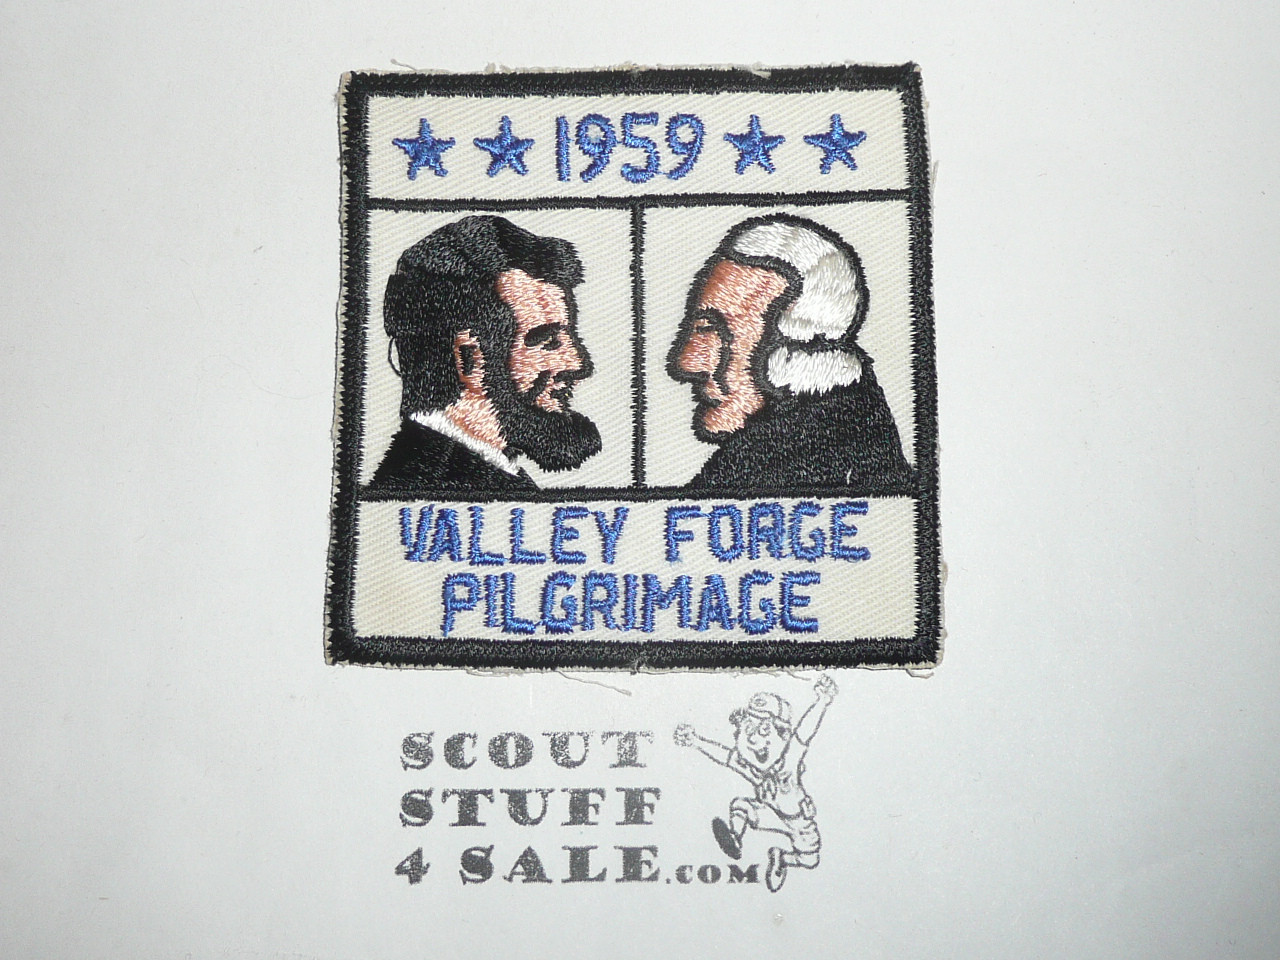 1959
VALLEY FORGE
PILGRIMAGE
SCOUT
STUFF
4 SALE.COM